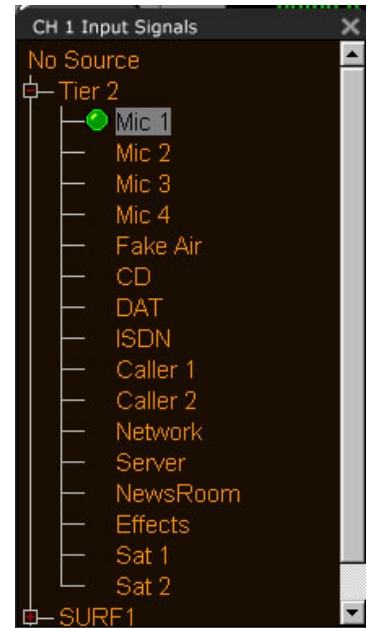 CH 1 Input Signals
No Source
Tier 2
Mic 1
Mic 2
Mic 3
Mic 4
Fake Air
CD
DAT
ISDN
Caller 1
Caller 2
Network
Server
NewsRoom
Effects
Sat 1
Sat 2
SURF1